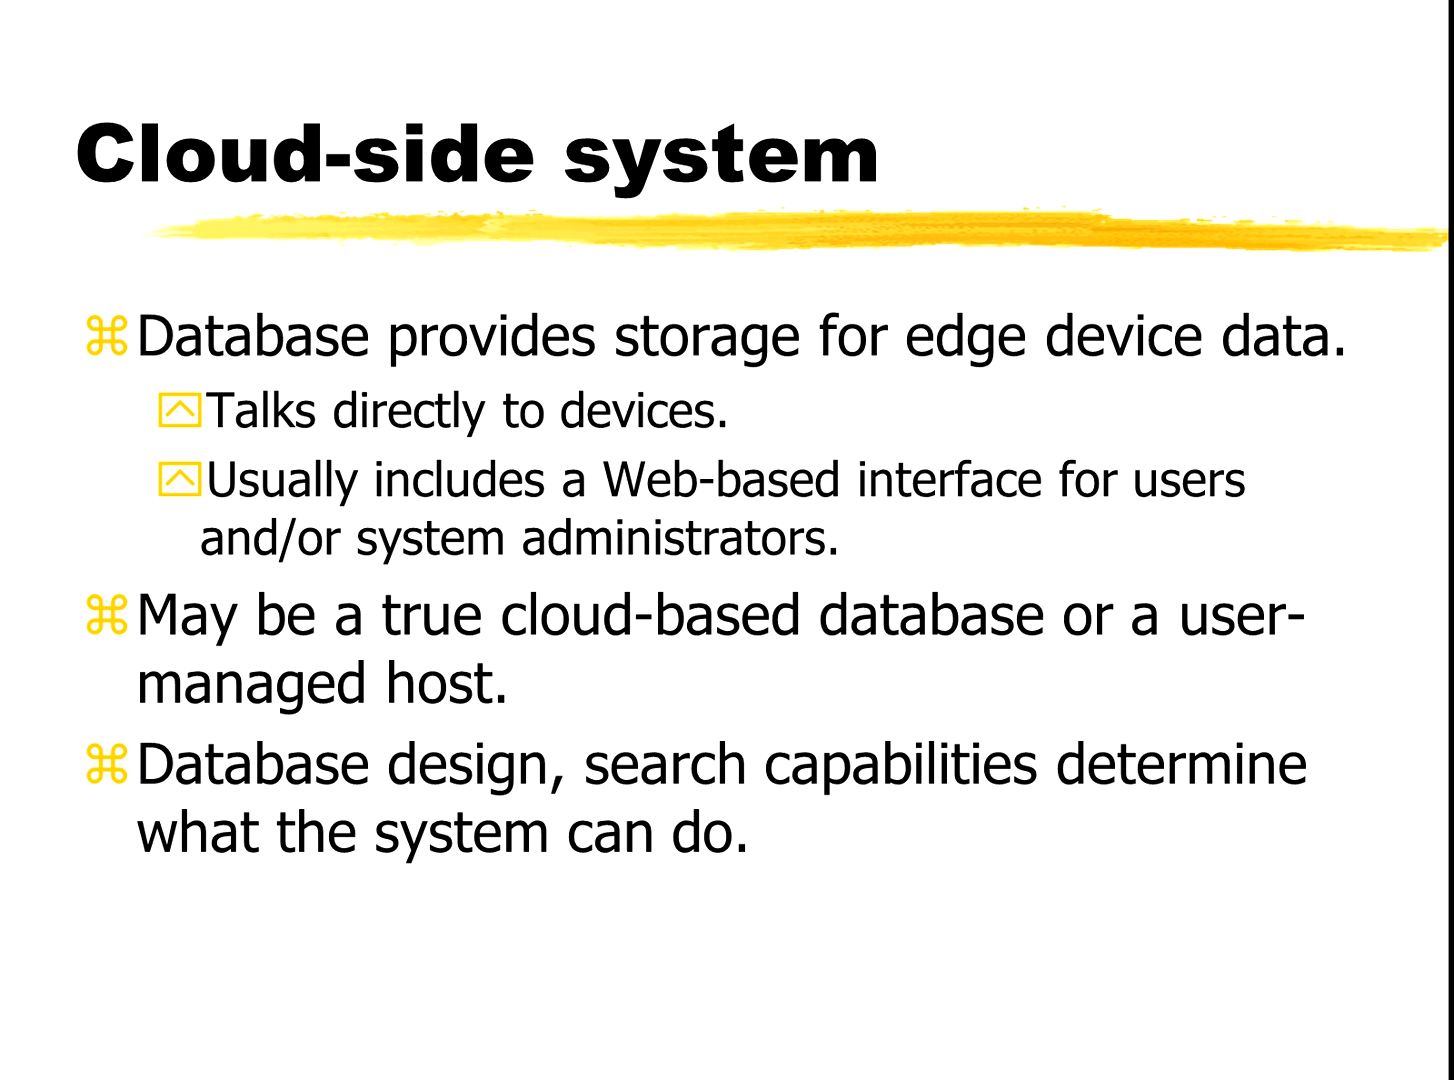 Cloud-side system
⌘Database provides storage for edge device data.
Talks directly to devices.
Usually includes a Web-based interface for users
and/or system administrators.
⌘May be a true cloud-based database or a user-
managed host.
⌘Database design, search capabilities determine
what the system can do.